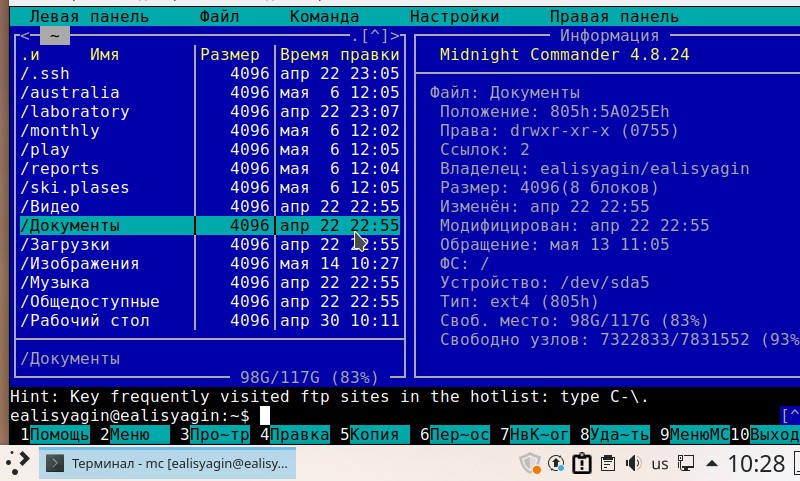 Левая панель Файл Команда Настройки Правая панель
<─ ~ .[^]>
.и Имя Размер Время правки
/.ssh 4096 апр 22 23:05
/australia 4096 мая 6 12:05
/laboratory 4096 апр 22 23:07
/monthly 4096 мая 6 12:02
/play 4096 мая 6 12:05
/reports 4096 мая 6 12:04
/ski.plases 4096 мая 6 12:05
/Видео 4096 апр 22 22:55
/Документы 4096 апр 22 22:55
/Загрузки 4096 апр 22 22:55
/Изображения 4096 мая 14 10:27
/Музыка 4096 апр 22 22:55
/Общедоступные 4096 апр 22 22:55
/Рабочий стол 4096 апр 30 10:11
/Документы
98G/117G (83%)
Информация
Midnight Commander 4.8.24
Файл: Документы
Положение: 805h:5A025Eh
Права: drwxr-xr-x (0755)
Ссылок: 2
Владелец: ealisyagin/ealisyagin
Размер: 4096(8 блоков)
Изменён: апр 22 22:55
Модифицирован: апр 22 22:55
Обращение: мая 13 11:05
ФС: /
Устройство: /dev/sda5
Тип: ext4 (805h)
Своб. место: 98G/117G (83%)
Свободно узлов: 7322833/7831552 (93%
Hint: Key frequently visited ftp sites in the hotlist: type C-\.
ealisyagin@ealisyagin:~$ [^
1Помощь 2Меню 3Про~тр 4Правка 5Копия 6Пер~ос 7НвК~ог 8Уда~ть 9МенюМС 10Выход
Терминал - mc [ealisyagin@ealisy... us 10:28